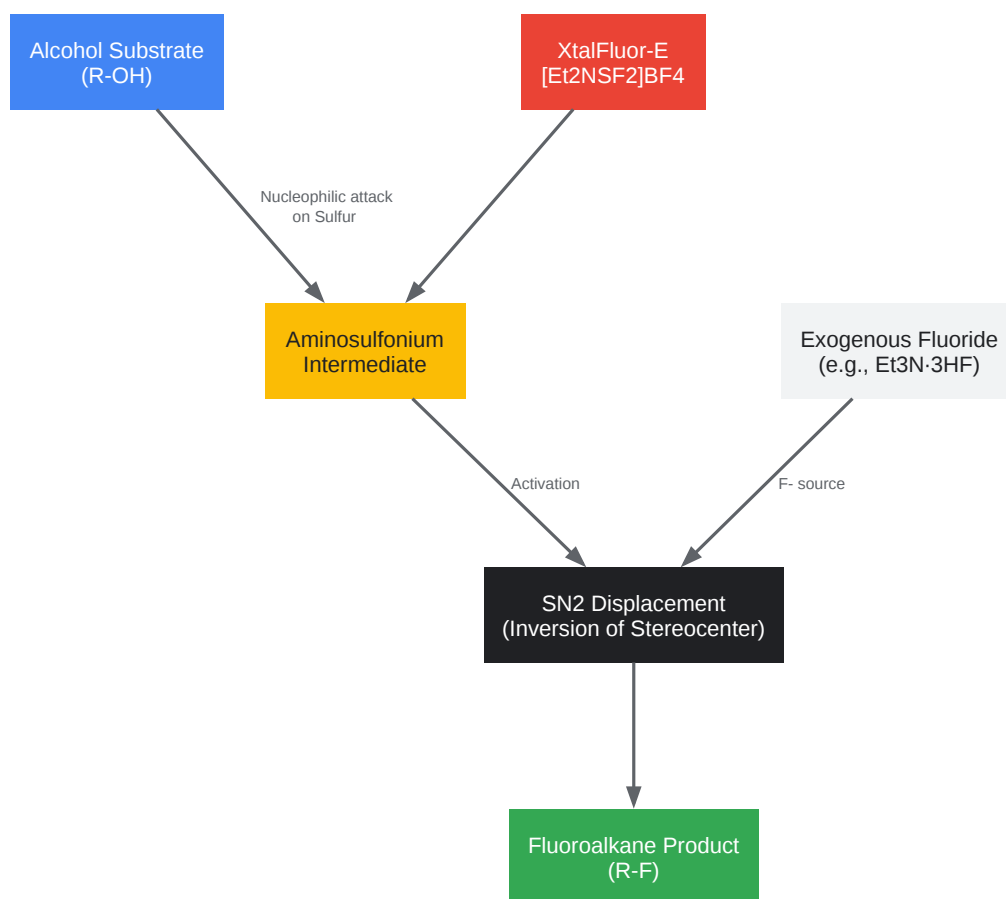 Alcohol Substrate
(R-OH)
XtalFluor-E
[Et2NSF2]BF4
Nucleophilic attack
on Sulfur
Aminosulfonium
Intermediate
Exogenous Fluoride
(e.g., Et3N·3HF)
Activation
F- source
SN2 Displacement
(Inversion of Stereocenter)
Fluoroalkane Product
(R-F)